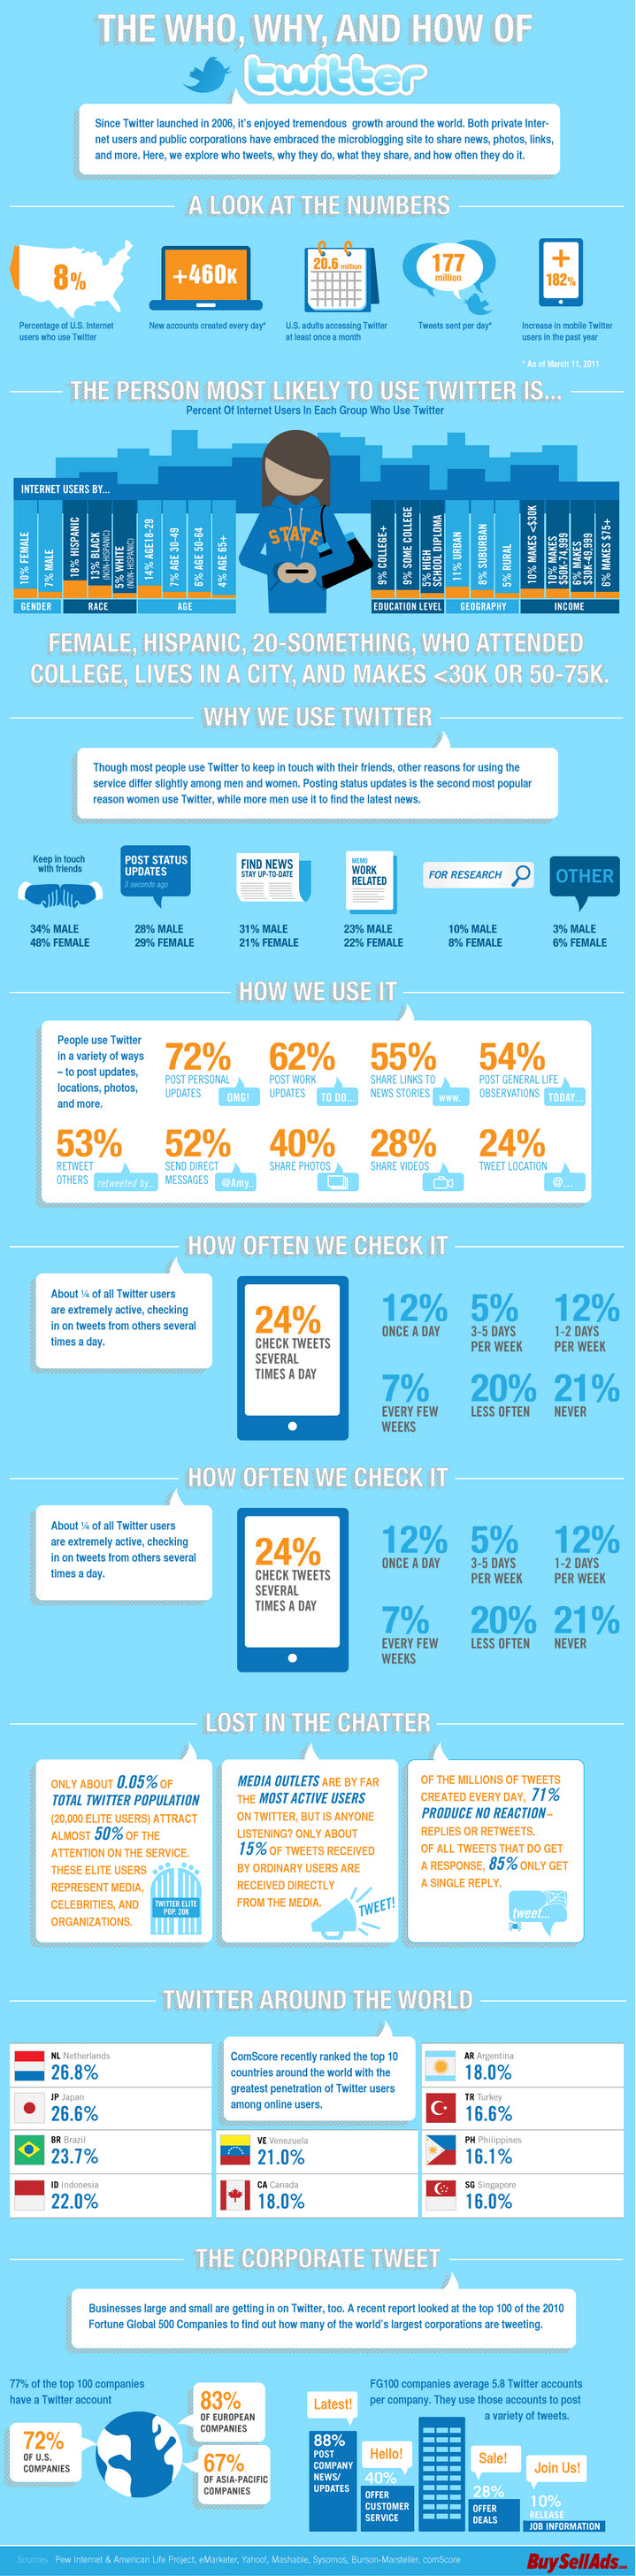 THE WHO, WHY, AND HOW OF
twitter
Since Twitter launched in 2006, it's enjoyed tremendous growth around the world. Both private Inter-
net users and public corporations have embraced the microblogging site to share news, photos, links,
and more. Here, we explore who tweets, why they do, what they share, and how often they do it.
A LOOK AT THE NUMBERS
8%
Percentage of U.S. Internet
users who use Twitter
+460K
New accounts created every day*
20.6 million
U.S. adults accessing Twitter
at least once a month
177
million
Tweets sent per day*
+
182%
Increase in mobile Twitter
users in the past year
* As of March 11, 2011
THE PERSON MOST LIKELY TO USE TWITTER IS...
Percent Of Internet Users In Each Group Who Use Twitter
INTERNET USERS BY...
10% FEMALE
7% MALE
GENDER
18% HISPANIC
13% BLACK
(NON-HISPANIC)
5% WHITE
(NON-HISPANIC)
RACE
14% AGE18-29
7% AGE 30-49
6% AGE 50-64
4% AGE 65+
AGE
STATE
9% COLLEGE+
9% SOME COLLEGE
5% HIGH
SCHOOL DIPLOMA
EDUCATION LEVEL
11% URBAN
8% SUBURBAN
5% RURAL
GEOGRAPHY
10% MAKES <$30K
10% MAKES
$50K-74,999
6% MAKES
$30K-49,999
6% MAKES $75+
INCOME
FEMALE, HISPANIC, 20-SOMETHING, WHO ATTENDED
COLLEGE, LIVES IN A CITY, AND MAKES <30K OR 50-75K.
WHY WE USE TWITTER
Though most people use Twitter to keep in touch with their friends, other reasons for using the
service differ slightly among men and women. Posting status updates is the second most popular
reason women use Twitter, while more men use it to find the latest news.
Keep in touch
with friends
34% MALE
48% FEMALE
POST STATUS
UPDATES
3 seconds ago
28% MALE
29% FEMALE
FIND NEWS
STAY UP-TO-DATE
31% MALE
21% FEMALE
MEMO
WORK
RELATED
23% MALE
22% FEMALE
FOR RESEARCH
10% MALE
8% FEMALE
OTHER
3% MALE
6% FEMALE
HOW WE USE IT
People use Twitter
in a variety of ways
– to post updates,
locations, photos,
and more.
72%
POST PERSONAL
UPDATES
OMG!
62%
POST WORK
UPDATES
TO DO...
55%
SHARE LINKS TO
NEWS STORIES
www.
54%
POST GENERAL LIFE
OBSERVATIONS
TODAY...
53%
RETWEET
OTHERS
retweeted by...
52%
SEND DIRECT
MESSAGES
@Amy..
40%
SHARE PHOTOS
28%
SHARE VIDEOS
24%
TWEET LOCATION
@...
HOW OFTEN WE CHECK IT
About ¼ of all Twitter users
are extremely active, checking
in on tweets from others several
times a day.
24%
CHECK TWEETS
SEVERAL
TIMES A DAY
12%
ONCE A DAY
5%
3-5 DAYS
PER WEEK
12%
1-2 DAYS
PER WEEK
7%
EVERY FEW
WEEKS
20%
LESS OFTEN
21%
NEVER
HOW OFTEN WE CHECK IT
About ¼ of all Twitter users
are extremely active, checking
in on tweets from others several
times a day.
24%
CHECK TWEETS
SEVERAL
TIMES A DAY
12%
ONCE A DAY
5%
3-5 DAYS
PER WEEK
12%
1-2 DAYS
PER WEEK
7%
EVERY FEW
WEEKS
20%
LESS OFTEN
21%
NEVER
LOST IN THE CHATTER
ONLY ABOUT 0.05% OF
TOTAL TWITTER POPULATION
(20,000 ELITE USERS) ATTRACT
ALMOST 50% OF THE
ATTENTION ON THE SERVICE.
THESE ELITE USERS
REPRESENT MEDIA,
CELEBRITIES, AND
ORGANIZATIONS.
TWITTER ELITE
POP. 20K
MEDIA OUTLETS ARE BY FAR
THE MOST ACTIVE USERS
ON TWITTER, BUT IS ANYONE
LISTENING? ONLY ABOUT
15% OF TWEETS RECEIVED
BY ORDINARY USERS ARE
RECEIVED DIRECTLY
FROM THE MEDIA.
TWEET!
OF THE MILLIONS OF TWEETS
CREATED EVERY DAY, 71%
PRODUCE NO REACTION–
REPLIES OR RETWEETS.
OF ALL TWEETS THAT DO GET
A RESPONSE, 85% ONLY GET
A SINGLE REPLY.
tweet...
TWITTER AROUND THE WORLD
ComScore recently ranked the top 10
countries around the world with the
greatest penetration of Twitter users
among online users.
NL Netherlands
26.8%
JP Japan
26.6%
BR Brazil
23.7%
ID Indonesia
22.0%
VE Venezuela
21.0%
CA Canada
18.0%
AR Argentina
18.0%
TR Turkey
16.6%
PH Philippines
16.1%
SG Singapore
16.0%
THE CORPORATE TWEET
Businesses large and small are getting in on Twitter, too. A recent report looked at the top 100 of the 2010
Fortune Global 500 Companies to find out how many of the world's largest corporations are tweeting.
77% of the top 100 companies
have a Twitter account
72%
OF U.S.
COMPANIES
83%
OF EUROPEAN
COMPANIES
67%
OF ASIA-PACIFIC
COMPANIES
FG100 companies average 5.8 Twitter accounts
per company. They use those accounts to post
a variety of tweets.
Latest!
88%
POST
COMPANY
NEWS/
UPDATES
Hello!
40%
OFFER
CUSTOMER
SERVICE
Sale!
28%
OFFER
DEALS
Join Us!
10%
RELEASE
JOB INFORMATION
Sources: Pew Internet & American Life Project, eMarketer, Yahoo!, Mashable, Sysomos, Burson-Marsteller, comScore
BuySellAds.com